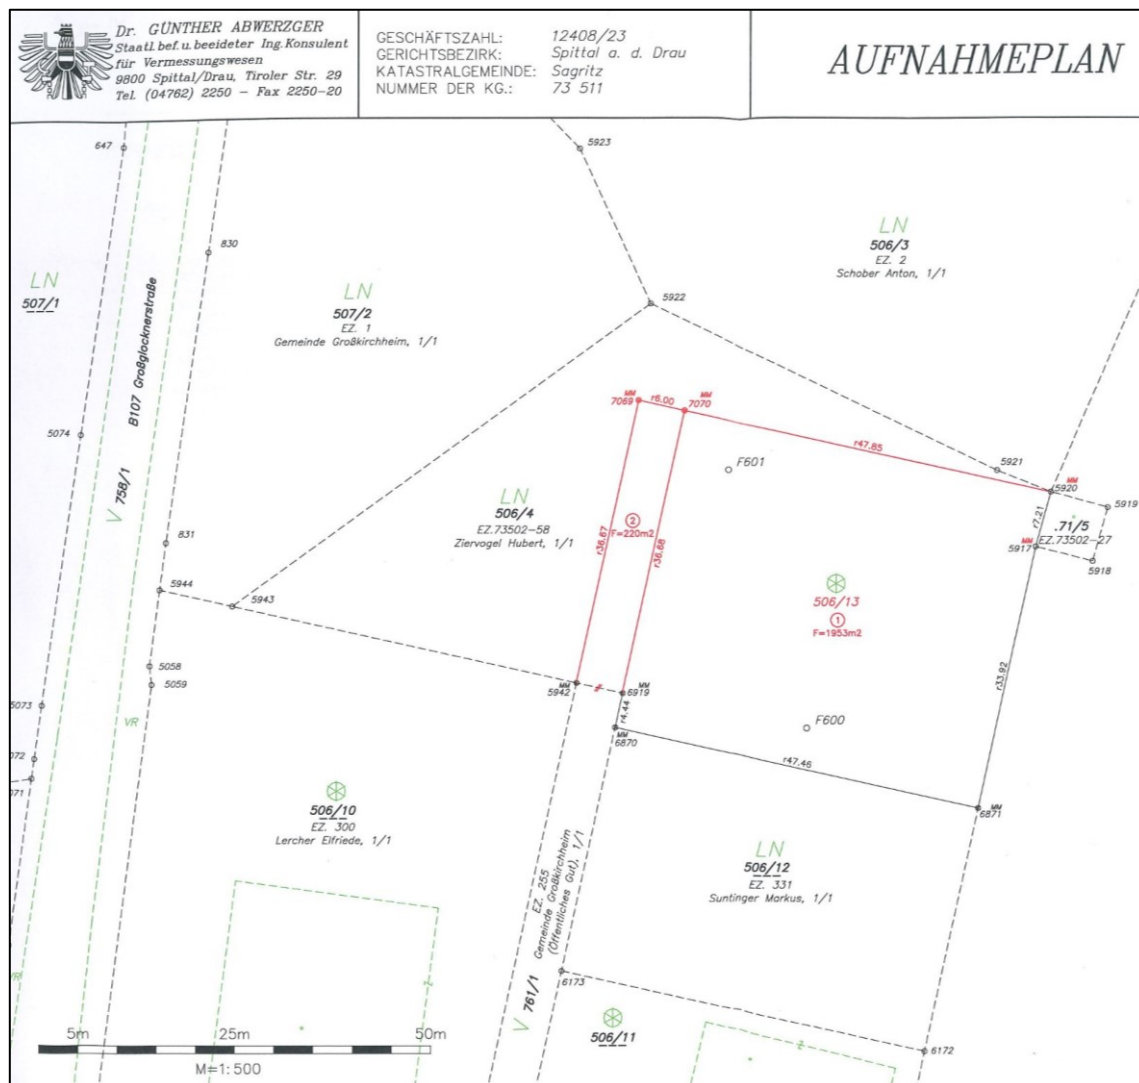 Dr. GÜNTHER ABWERZGER
Staatl. bef. u. beeideter Ing. Konsulent
für Vermessungswesen
9800 Spittal/Drau, Tiroler Str. 29
Tel. (04762) 2250 - Fax 2250-20
GESCHÄFTSZAHL: 12408/23
GERICHTSBEZIRK: Spittal a. d. Drau
KATASTRALGEMEINDE: Sagritz
NUMMER DER KG.: 73 511
AUFNAHMEPLAN
647
5923
830
LN
506/3
EZ. 2
Schober Anton, 1/1
LN
507/1
LN
507/2
EZ. 1
Gemeinde Großkirchheim, 1/1
5922
B107 Großglocknerstraße
V 758/1
5074
MM
7069
r6.00
MM
7070
r47.85
F601
5921
MM
5920
5919
r7.21
.71/5
EZ.73502-27
MM
5917
5918
LN
506/4
EZ.73502-58
Ziervogel Hubert, 1/1
r36.67
2
F=220m2
r36.68
831
5944
5943
506/13
1
F=1953m2
r33.92
5058
5059
MM
5942
MM
6919
r4.44
MM
6870
F600
r47.46
MM
6871
5073
VR
072
071
506/10
EZ. 300
Lercher Elfriede, 1/1
LN
506/12
EZ. 331
Suntinger Markus, 1/1
EZ. 255
Gemeinde Großkirchheim
(Öffentliches Gut), 1/1
V 761/1
6173
VR
z
506/11
z
6172
5m 25m 50m
M=1:500